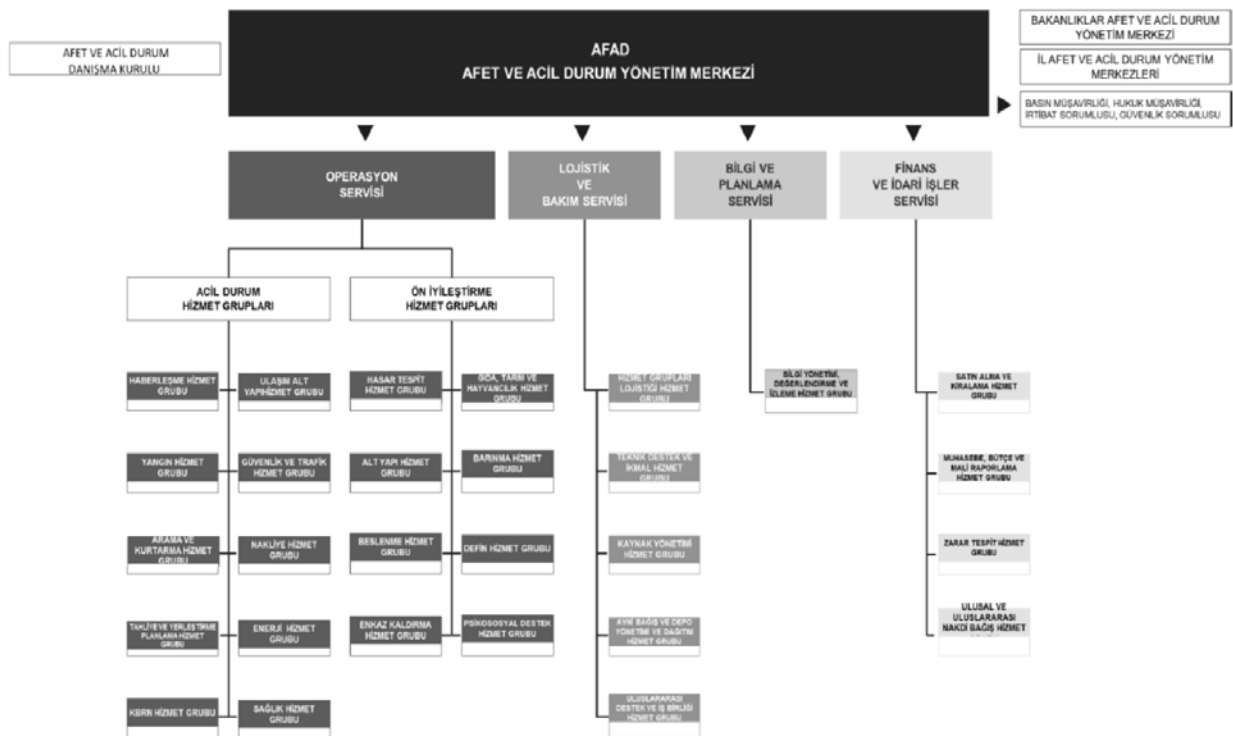 AFET VE ACİL DURUM
DANIŞMA KURULU
AFAD
AFET VE ACİL DURUM YÖNETİM MERKEZİ
BAKANLIKLAR AFET VE ACİL DURUM
YÖNETİM MERKEZİ
İL AFET VE ACİL DURUM YÖNETİM
MERKEZLERİ
BASIN MÜŞAVİRLİĞİ, HUKUK MÜŞAVİRLİĞİ,
İRTİBAT SORUMLUSU, GÜVENLİK SORUMLUSU
OPERASYON
SERVİSİ
LOJİSTİK
VE
BAKIM SERVİSİ
BİLGİ VE
PLANLAMA
SERVİSİ
FİNANS
VE İDARİ İŞLER
SERVİSİ
ACİL DURUM
HİZMET GRUPLARI
ÖN İYİLEŞTİRME
HİZMET GRUPLARI
HABERLEŞME HİZMET
GRUBU
ULAŞIM ALT
YAPIHİZMET GRUBU
HASAR TESPİT
HİZMET GRUBU
GIDA, TARIM VE
HAYVANCILIK HİZMET
GRUBU
HİZMET GRUPLARI
LOJİSTİĞİ HİZMET
GRUBU
BİLGİ YÖNETİMİ,
DEĞERLENDİRME VE
İZLEME HİZMET GRUBU
SATIN ALMA VE
KİRALAMA HİZMET
GRUBU
YANGIN HİZMET
GRUBU
GÜVENLİK VE TRAFİK
HİZMET GRUBU
ALT YAPI HİZMET
GRUBU
BARINMA HİZMET
GRUBU
TEKNİK DESTEK VE
İKMAL HİZMET
GRUBU
MUHASEBE, BÜTÇE VE
MALİ RAPORLAMA
HİZMET GRUBU
ARAMA VE
KURTARMA HİZMET
GRUBU
NAKLİYE HİZMET
GRUBU
BESLENME HİZMET
GRUBU
DEFİN HİZMET GRUBU
KAYNAK YÖNETİMİ
HİZMET GRUBU
ZARAR TESPİT HİZMET
GRUBU
TAHLİYE VE YERLEŞTİRME
PLANLAMA HİZMET
GRUBU
ENERJİ HİZMET
GRUBU
ENKAZ KALDIRMA
HİZMET GRUBU
PSİKOSOSYAL DESTEK
HİZMET GRUBU
AYNİ BAĞIŞ VE DEPO
YÖNETİMİ VE DAĞITIM
HİZMET GRUBU
ULUSAL VE
ULUSLARARASI
NAKDİ BAĞIŞ HİZMET
KBRN HİZMET GRUBU
SAĞLIK HİZMET
GRUBU
ULUSLARARASI
DESTEK VE İŞ BİRLİĞİ
HİZMET GRUBU